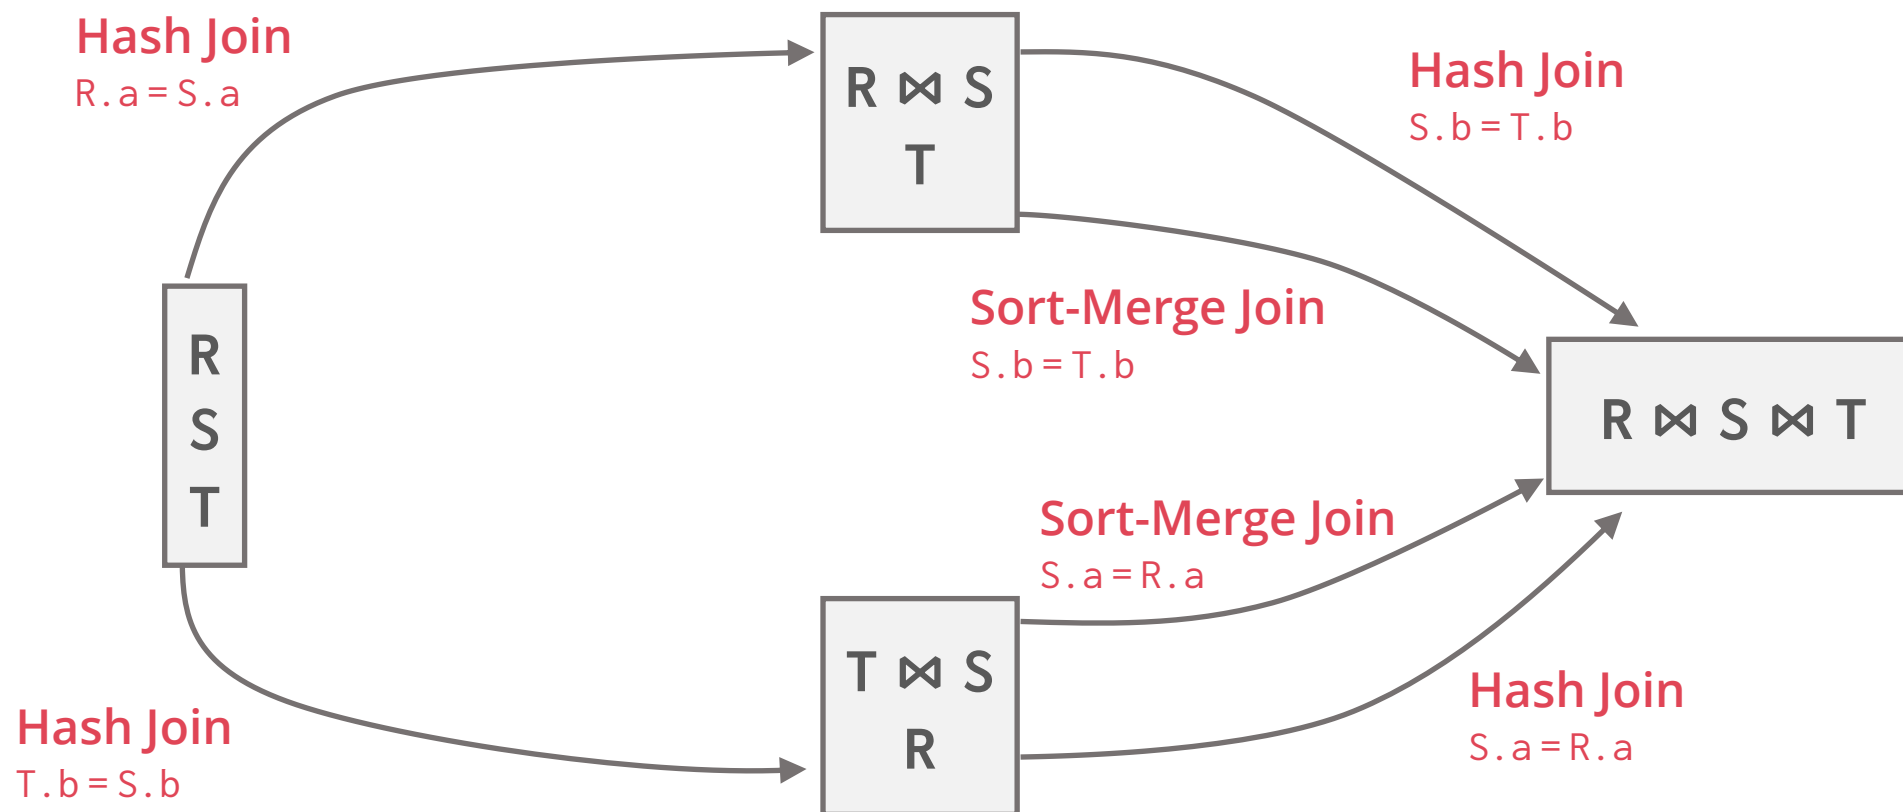 Hash Join
R.a=S.a
R ⋈ S
T
Hash Join
S.b=T.b
Sort-Merge Join
S.b=T.b
R
S
T
R ⋈ S ⋈ T
Sort-Merge Join
S.a=R.a
T ⋈ S
R
Hash Join
S.a=R.a
Hash Join
T.b=S.b